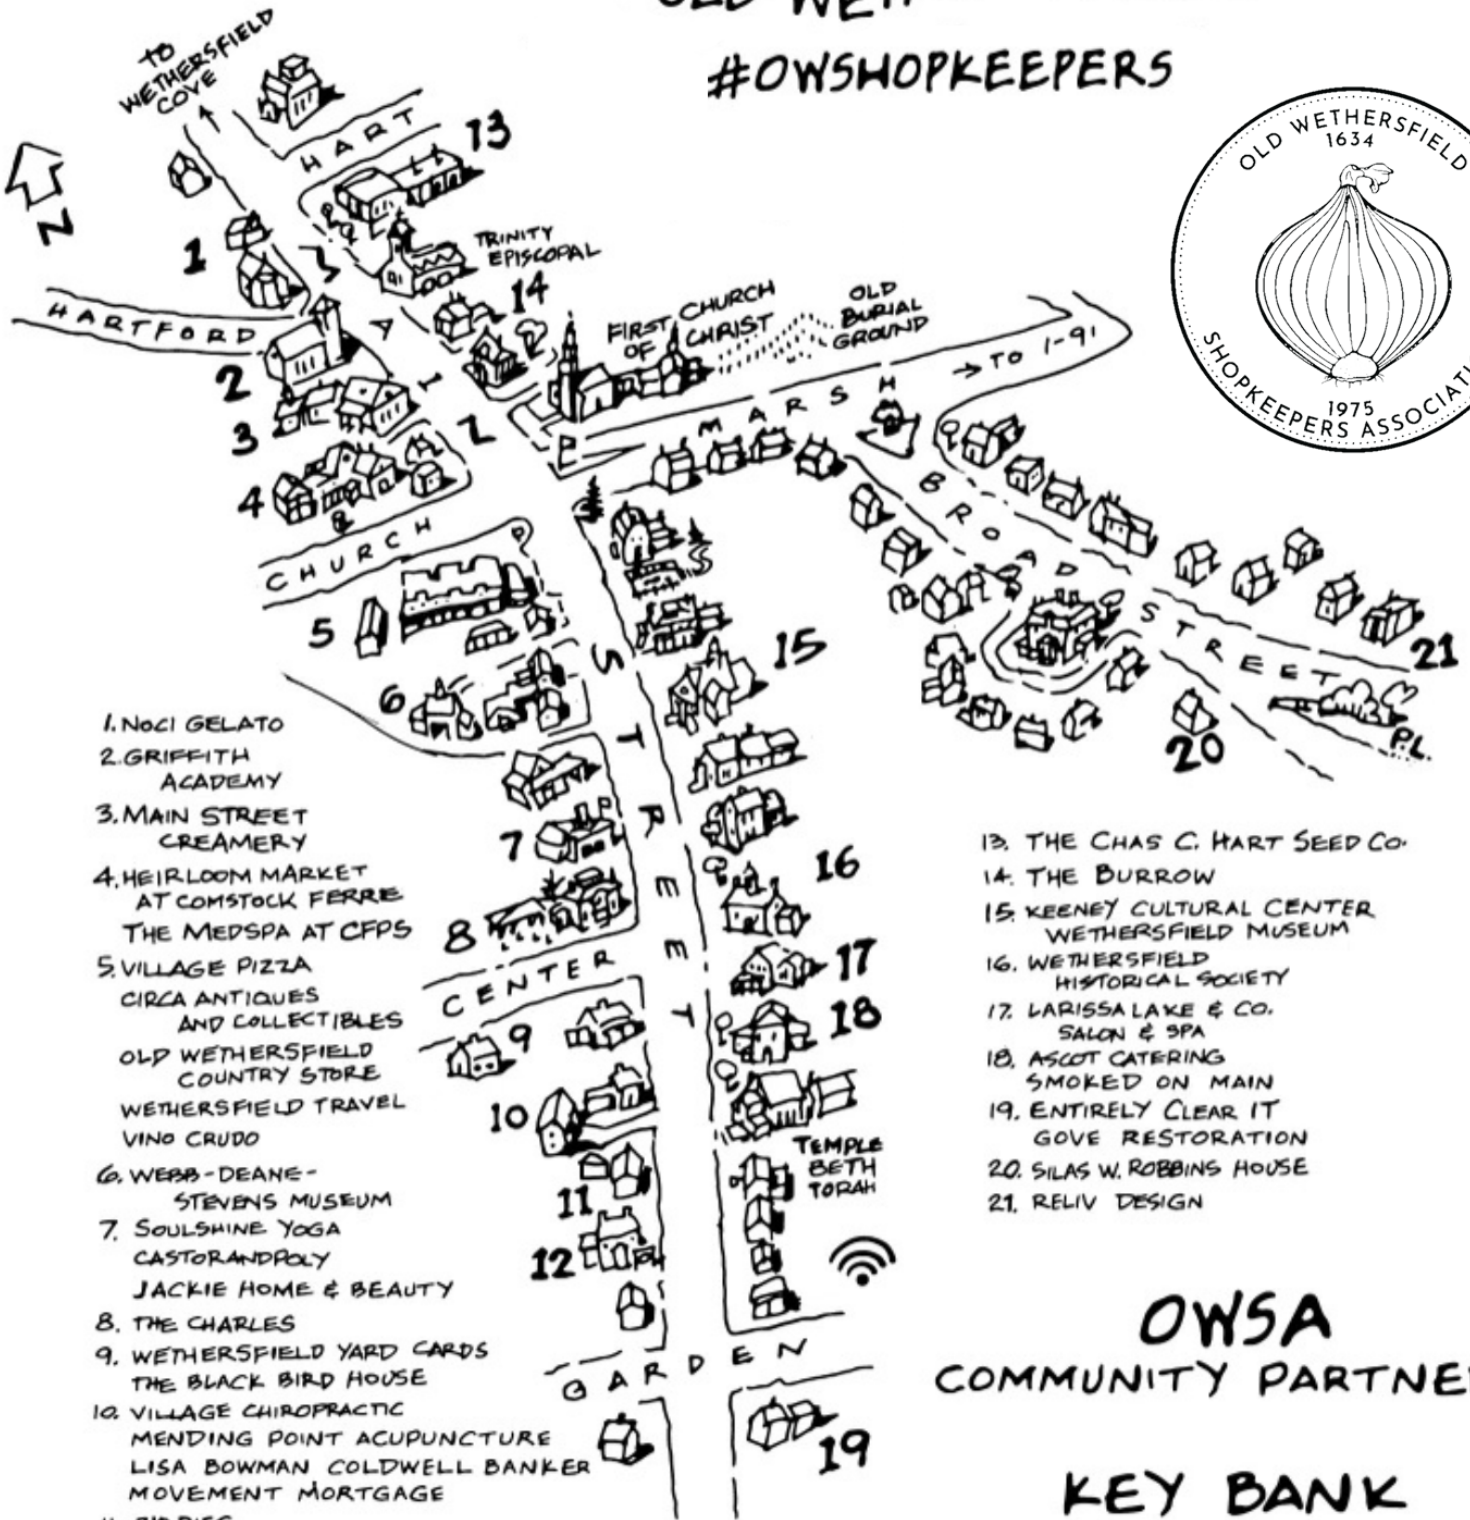 #OWSHOPKEEPERS
TO
WETHERSFIELD
COVE
HART
13
N
TRINITY
EPISCOPAL
1
14
HARTFORD
FIRST CHURCH
OF CHRIST
OLD
BURIAL
GROUND
→ TO I-91
MARSH
2
3
4
CHURCH
BROAD STREET
MAIN STREET
5
15
6
21
20
P.L.
7
16
8
CENTER
17
18
9
10
TEMPLE
BETH
TORAH
11
12
GARDEN
19
OLD WETHERSFIELD
1634
1975
1. NOCI GELATO
2. GRIFFITH
ACADEMY
3. MAIN STREET
CREAMERY
4. HEIRLOOM MARKET
AT COMSTOCK FERRE
THE MEDSPA AT CFPS
5. VILLAGE PIZZA
CIRCA ANTIQUES
AND COLLECTIBLES
OLD WETHERSFIELD
COUNTRY STORE
WETHERSFIELD TRAVEL
VINO CRUDO
6. WEBB-DEANE-
STEVENS MUSEUM
7. SOULSHINE YOGA
CASTORANDPOLY
JACKIE HOME & BEAUTY
8. THE CHARLES
9. WETHERSFIELD YARD CARDS
THE BLACK BIRD HOUSE
10. VILLAGE CHIROPRACTIC
MENDING POINT ACUPUNCTURE
LISA BOWMAN COLDWELL BANKER
MOVEMENT MORTGAGE
13. THE CHAS C. HART SEED CO.
14. THE BURROW
15. KEENEY CULTURAL CENTER
WETHERSFIELD MUSEUM
16. WETHERSFIELD
HISTORICAL SOCIETY
17. LARISSA LAKE & CO.
SALON & SPA
18. ASCOT CATERING
SMOKED ON MAIN
19. ENTIRELY CLEAR IT
GOVE RESTORATION
20. SILAS W. ROBBINS HOUSE
21. RELIV DESIGN
OWSA
COMMUNITY
KEY BANK